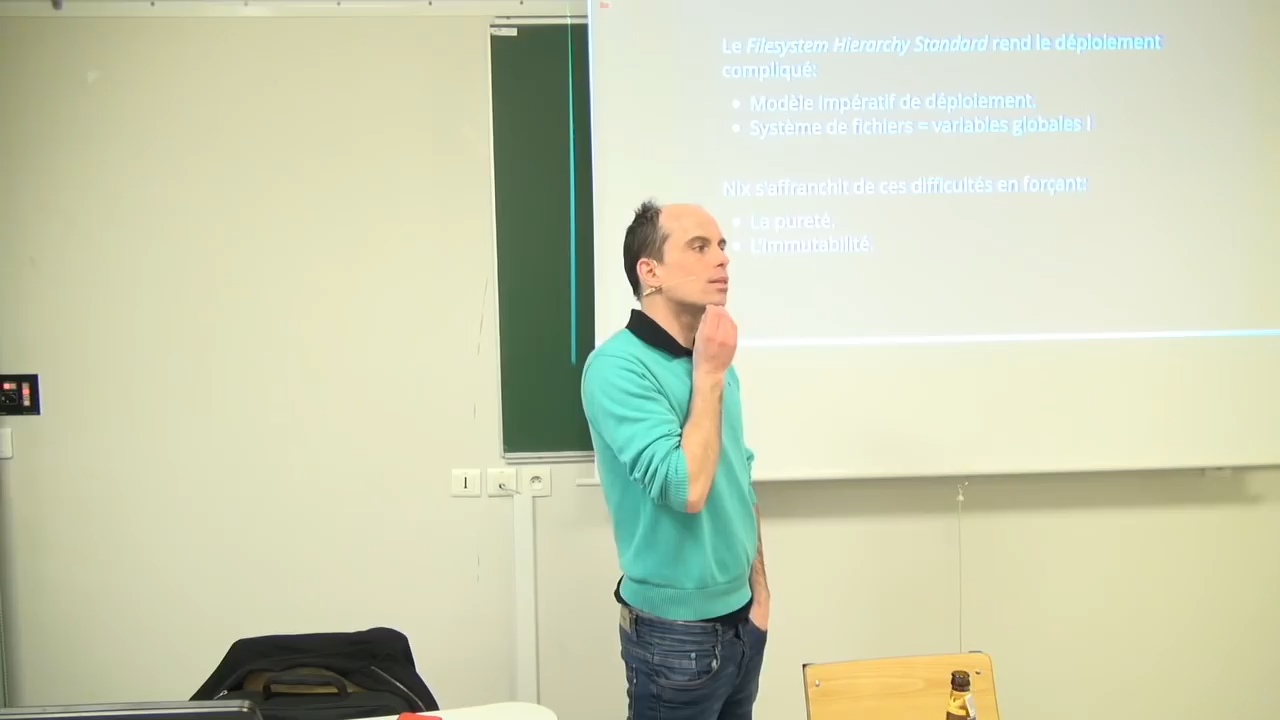 Le Filesystem Hierarchy Standard rend le déploiement
compliqué:
• Modèle impératif de déploiement.
• Système de fichiers = variables globales !
Nix s'affranchit de ces difficultés en forçant:
• La pureté.
• L'immutabilité.